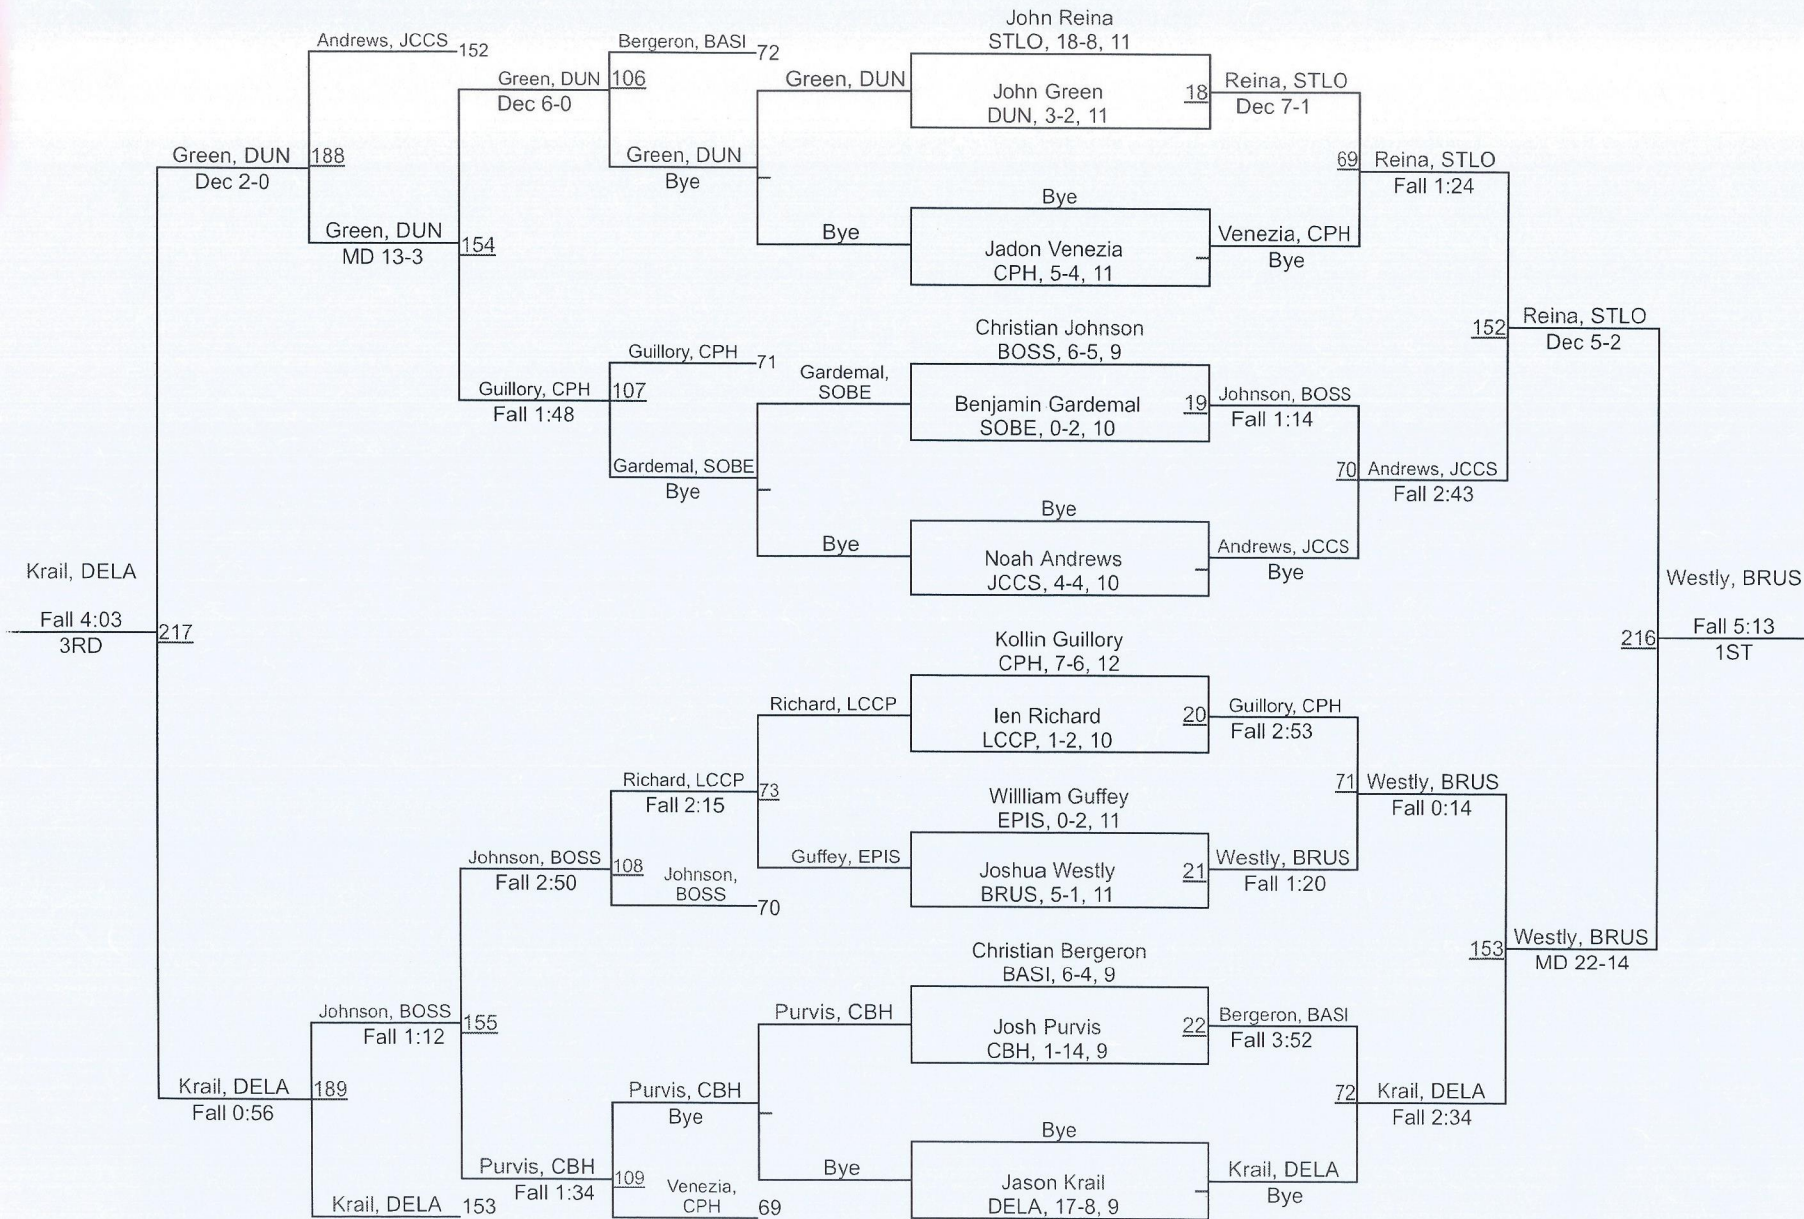 John Reina
STLO, 18-8, 11
John Green
DUN, 3-2, 11
18
Bye
Jadon Venezia
CPH, 5-4, 11
Christian Johnson
BOSS, 6-5, 9
Benjamin Gardemal
SOBE, 0-2, 10
19
Bye
Noah Andrews
JCCS, 4-4, 10
Kollin Guillory
CPH, 7-6, 12
Ien Richard
LCCP, 1-2, 10
20
Willliam Guffey
EPIS, 0-2, 11
Joshua Westly
BRUS, 5-1, 11
21
Christian Bergeron
BASI, 6-4, 9
Josh Purvis
CBH, 1-14, 9
22
Bye
Jason Krail
DELA, 17-8, 9
Reina, STLO
Dec 7-1
69
Venezia, CPH
Bye
Johnson, BOSS
Fall 1:14
70
Andrews, JCCS
Bye
Guillory, CPH
Fall 2:53
71
Westly, BRUS
Fall 1:20
Bergeron, BASI
Fall 3:52
72
Krail, DELA
Bye
Reina, STLO
Fall 1:24
152
Andrews, JCCS
Fall 2:43
Westly, BRUS
Fall 0:14
153
Krail, DELA
Fall 2:34
Reina, STLO
Dec 5-2
216
Westly, BRUS
MD 22-14
Westly, BRUS
Fall 5:13
1ST
Green, DUN
Bye
Gardemal,
SOBE
Bye
Richard, LCCP
73
Guffey, EPIS
Purvis, CBH
Bye
Bergeron, BASI
72
106
Green, DUN
Bye
Guillory, CPH
71
107
Gardemal, SOBE
Bye
Richard, LCCP
Fall 2:15
108
Johnson,
BOSS
70
Purvis, CBH
Bye
109
Venezia,
CPH
69
Green, DUN
Dec 6-0
154
Guillory, CPH
Fall 1:48
Johnson, BOSS
Fall 2:50
155
Purvis, CBH
Fall 1:34
Andrews, JCCS
152
188
Green, DUN
MD 13-3
Johnson, BOSS
Fall 1:12
189
Krail, DELA
153
Green, DUN
Dec 2-0
217
Krail, DELA
Fall 0:56
Krail, DELA
Fall 4:03
3RD